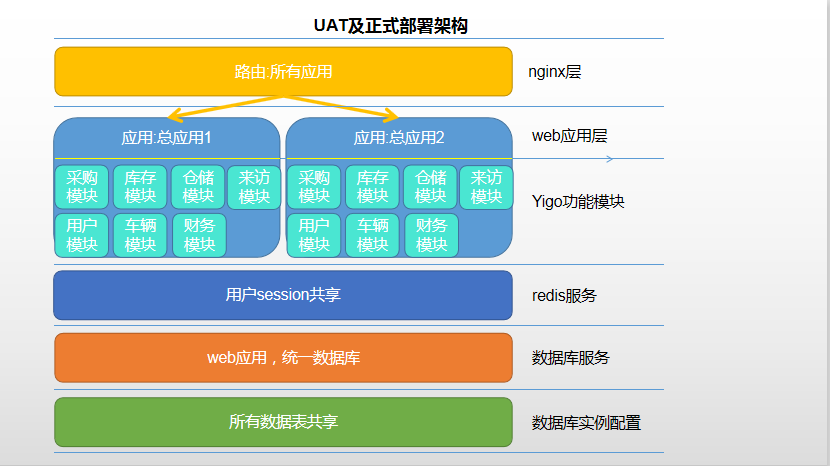 UAT及正式部署架构
路由:所有应用
nginx层
应用:总应用1
应用:总应用2
web应用层
采购
模块
库存
模块
仓储
模块
来访
模块
采购
模块
库存
模块
仓储
模块
来访
模块
Yigo功能模块
用户
模块
车辆
模块
财务
模块
用户
模块
车辆
模块
财务
模块
用户session共享
redis服务
web应用，统一数据库
数据库服务
所有数据表共享
数据库实例配置